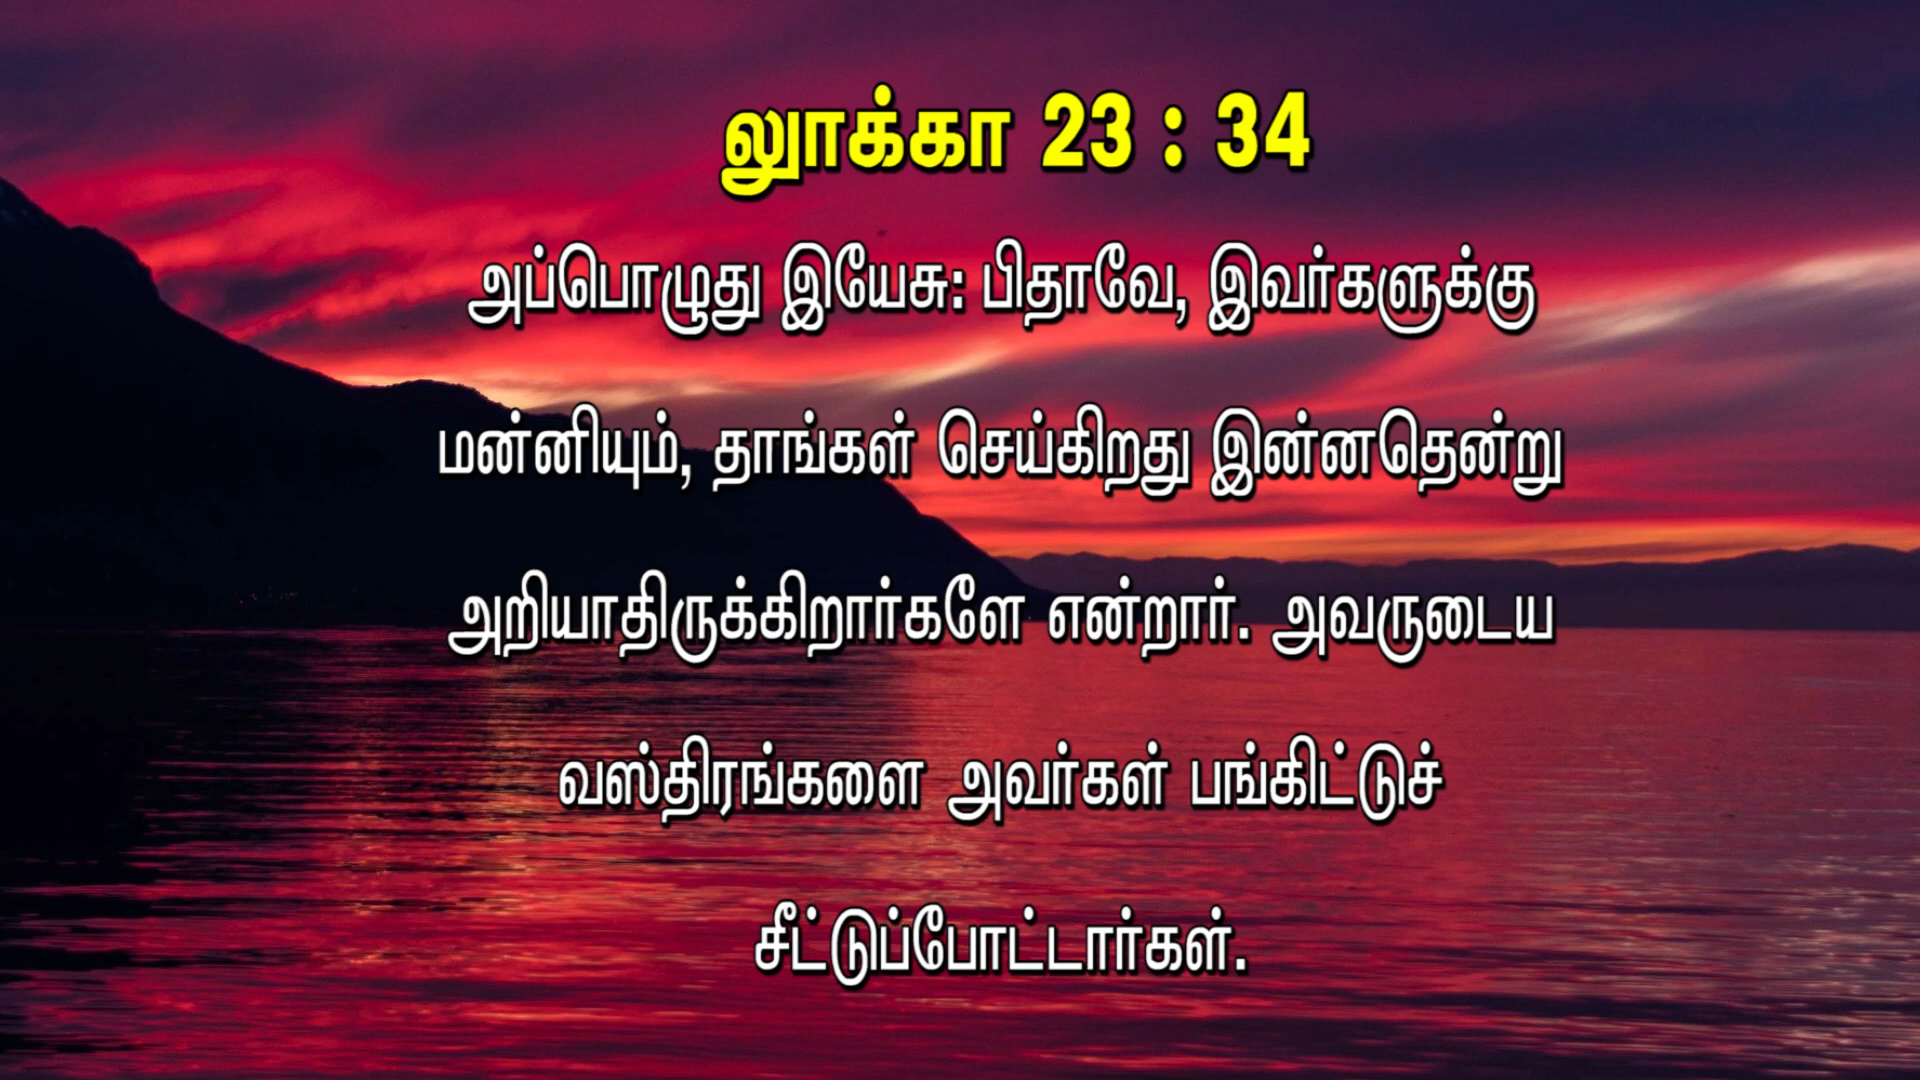 லூக்கா 23 : 34
அப்பொழுது இயேசு: பிதாவே, இவர்களுக்கு
மன்னியும், தாங்கள் செய்கிறது இன்னதென்று
அறியாதிருக்கிறார்களே என்றார். அவருடைய
வஸ்திரங்களை அவர்கள் பங்கிட்டுச்
சீட்டுப்போட்டார்கள்.